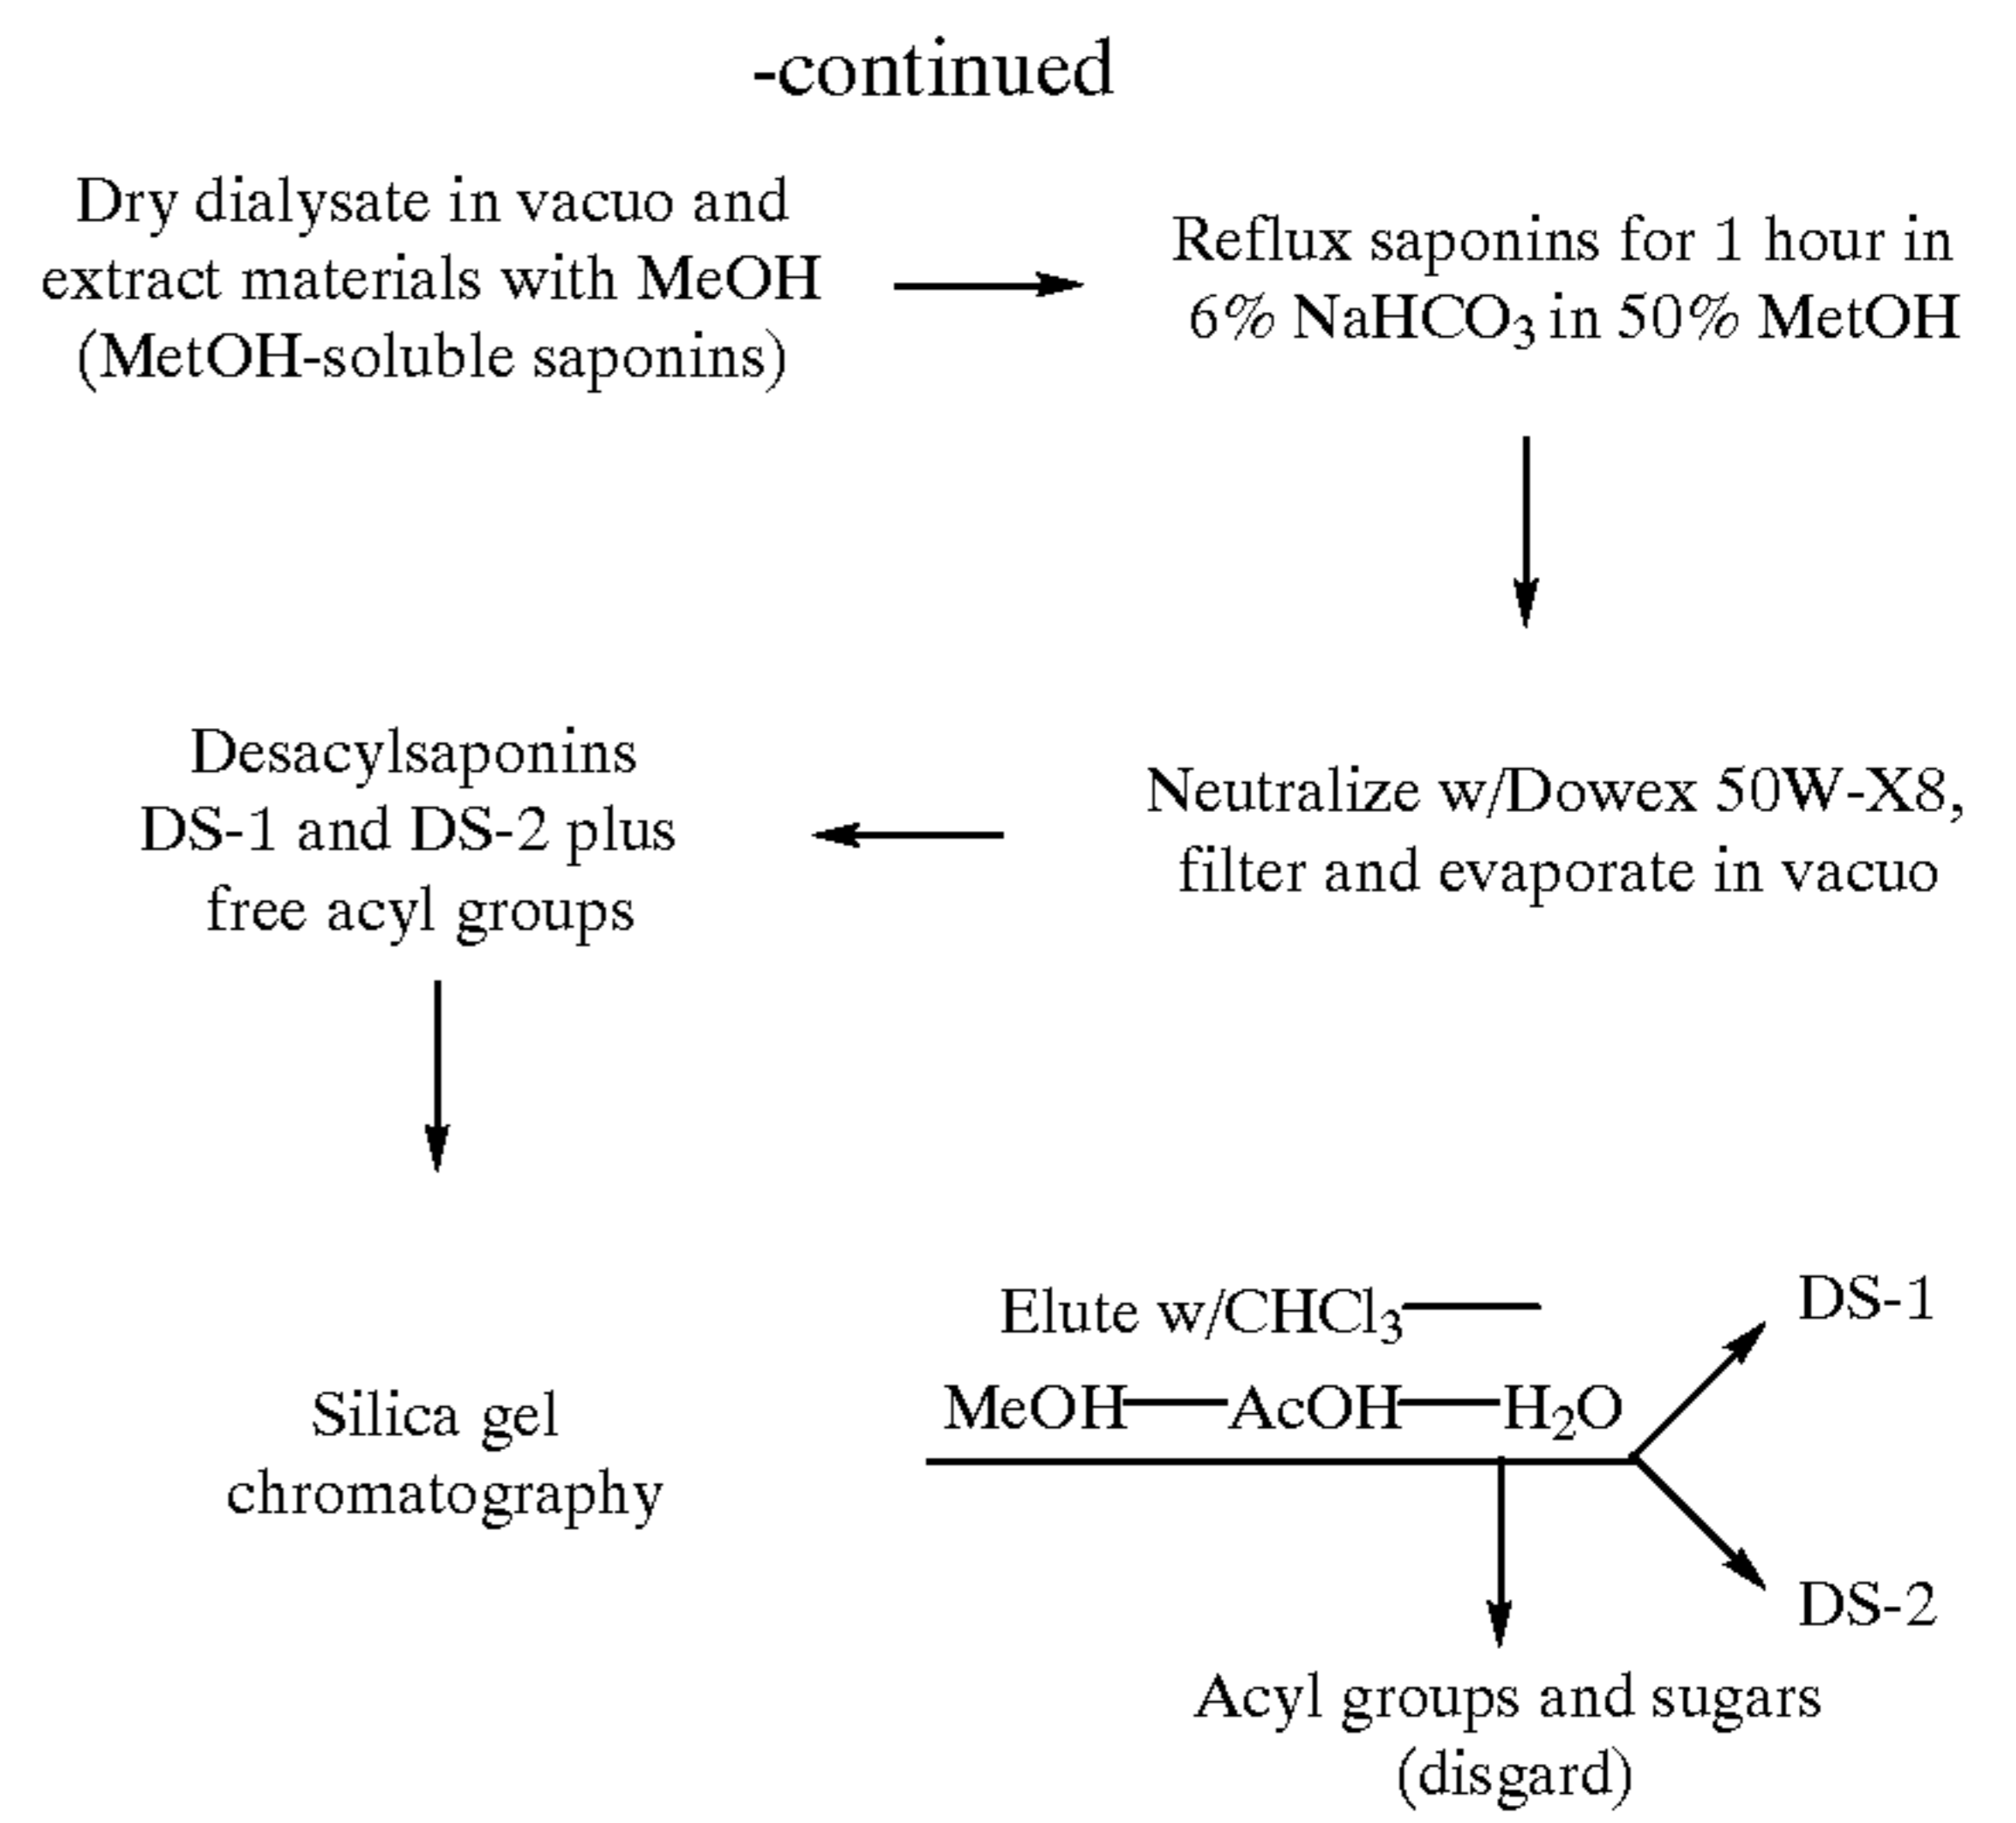 -continued
Dry dialysate in vacuo and
extract materials with MeOH
(MetOH-soluble saponins)
Reflux saponins for 1 hour in
6% NaHCO₃ in 50% MetOH
Neutralize w/Dowex 50W-X8,
filter and evaporate in vacuo
Desacylsaponins
DS-1 and DS-2 plus
free acyl groups
Silica gel
chromatography
Elute w/CHCl₃—
MeOH—AcOH—H₂O
DS-1
DS-2
Acyl groups and sugars
(disgard)